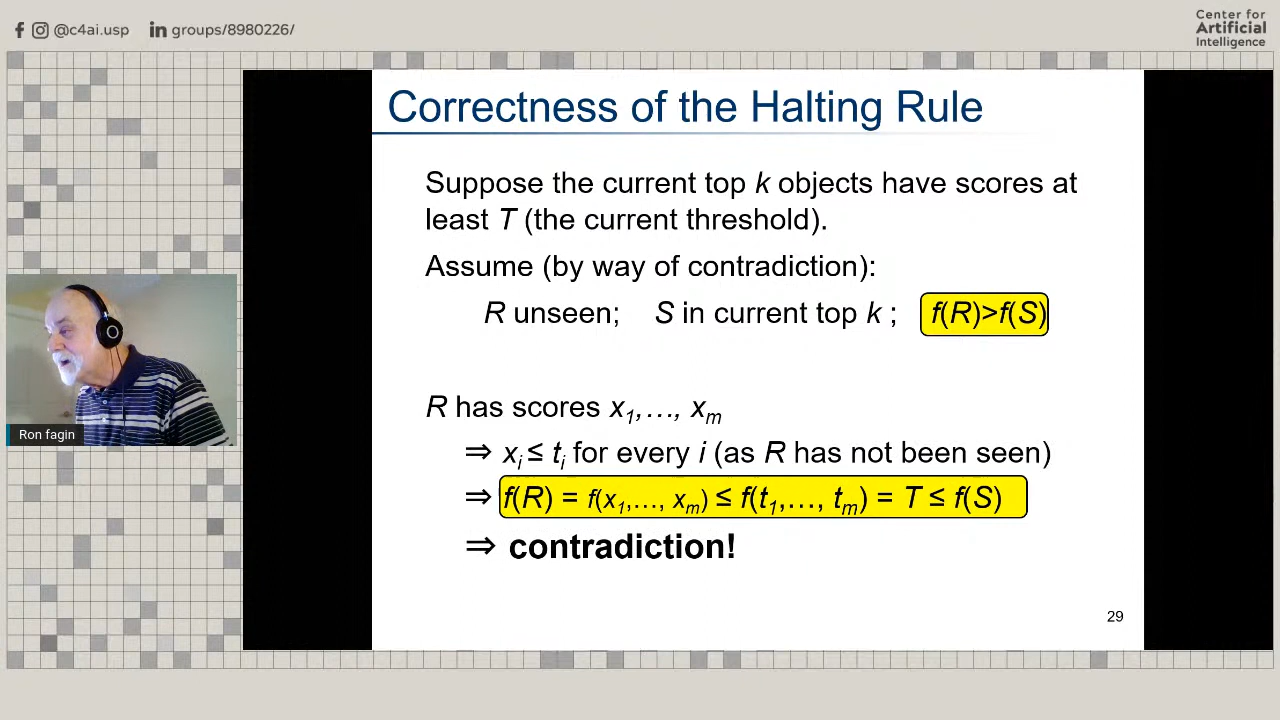 @c4ai.usp groups/8980226/
Center for
Artificial
Intelligence
Correctness of the Halting Rule
Suppose the current top k objects have scores at
least T (the current threshold).
Assume (by way of contradiction):
R unseen; S in current top k ; f(R)>f(S)
R has scores x₁,…, xₘ
⇒ xᵢ ≤ tᵢ for every i (as R has not been seen)
⇒ f(R) = f(x₁,…, xₘ) ≤ f(t₁,…, tₘ) = T ≤ f(S)
⇒ contradiction!
Ron fagin
29